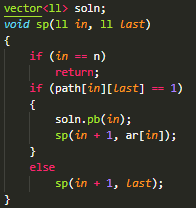 vector<ll> soln;
void sp(ll in, ll last)
{
    if (in == n)
        return;
    if (path[in][last] == 1)
    {
        soln.pb(in);
        sp(in + 1, ar[in]);
    }
    else
        sp(in + 1, last);
}